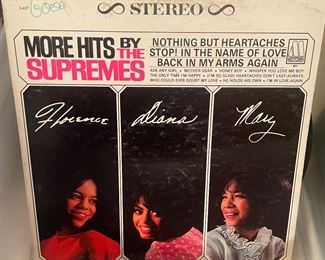 STEREO
MORE HITS BY THE SUPREMES
NOTHING BUT HEARTACHES
STOP! IN THE NAME OF LOVE
BACK IN MY ARMS AGAIN
ASK ANY GIRL • MOTHER DEAR • HONEY BOY • WHISPER YOU LOVE ME BOY
THE ONLY TIME I'M HAPPY • (I'M SO GLAD) HEARTACHES DON'T LAST ALWAYS
WHO COULD EVER DOUBT MY LOVE • HE HOLDS HIS OWN • I'M IN LOVE AGAIN
Florence Diana Mary